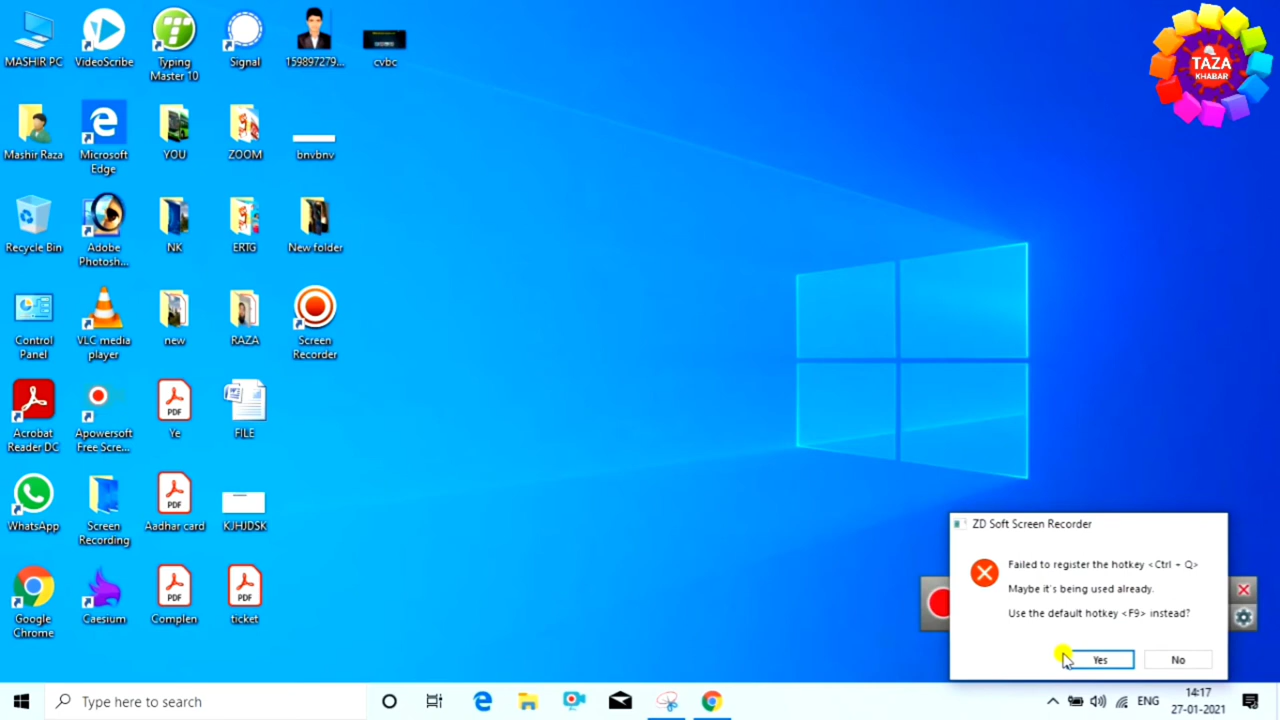 MASHIR PC
VideoScribe
Typing
Master 10
Signal
159897279...
cvbc
TAZA
KHABAR
Mashir Raza
Microsoft
Edge
YOU
ZOOM
bnvbnv
Recycle Bin
Adobe
Photosh...
NK
ERTG
New folder
Control
Panel
VLC media
player
new
RAZA
Screen
Recorder
Acrobat
Reader DC
Apowersoft
Free Scre...
PDF
Ye
FILE
WhatsApp
Screen
Recording
PDF
Aadhar card
KJHJDSK
Google
Chrome
Caesium
PDF
Complen
PDF
ticket
ZD Soft Screen Recorder
Failed to register the hotkey <Ctrl + Q>
Maybe it's being used already.
Use the default hotkey <F9> instead?
Yes
No
Type here to search
ENG
14:17
27-01-2021